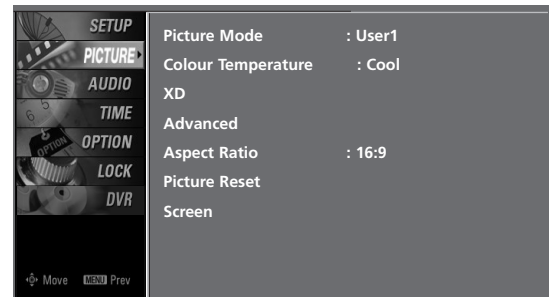 SETUP
PICTURE
AUDIO
TIME
OPTION
OPTION
LOCK
DVR
Move MENU Prev
Picture Mode : User1
Colour Temperature : Cool
XD
Advanced
Aspect Ratio : 16:9
Picture Reset
Screen